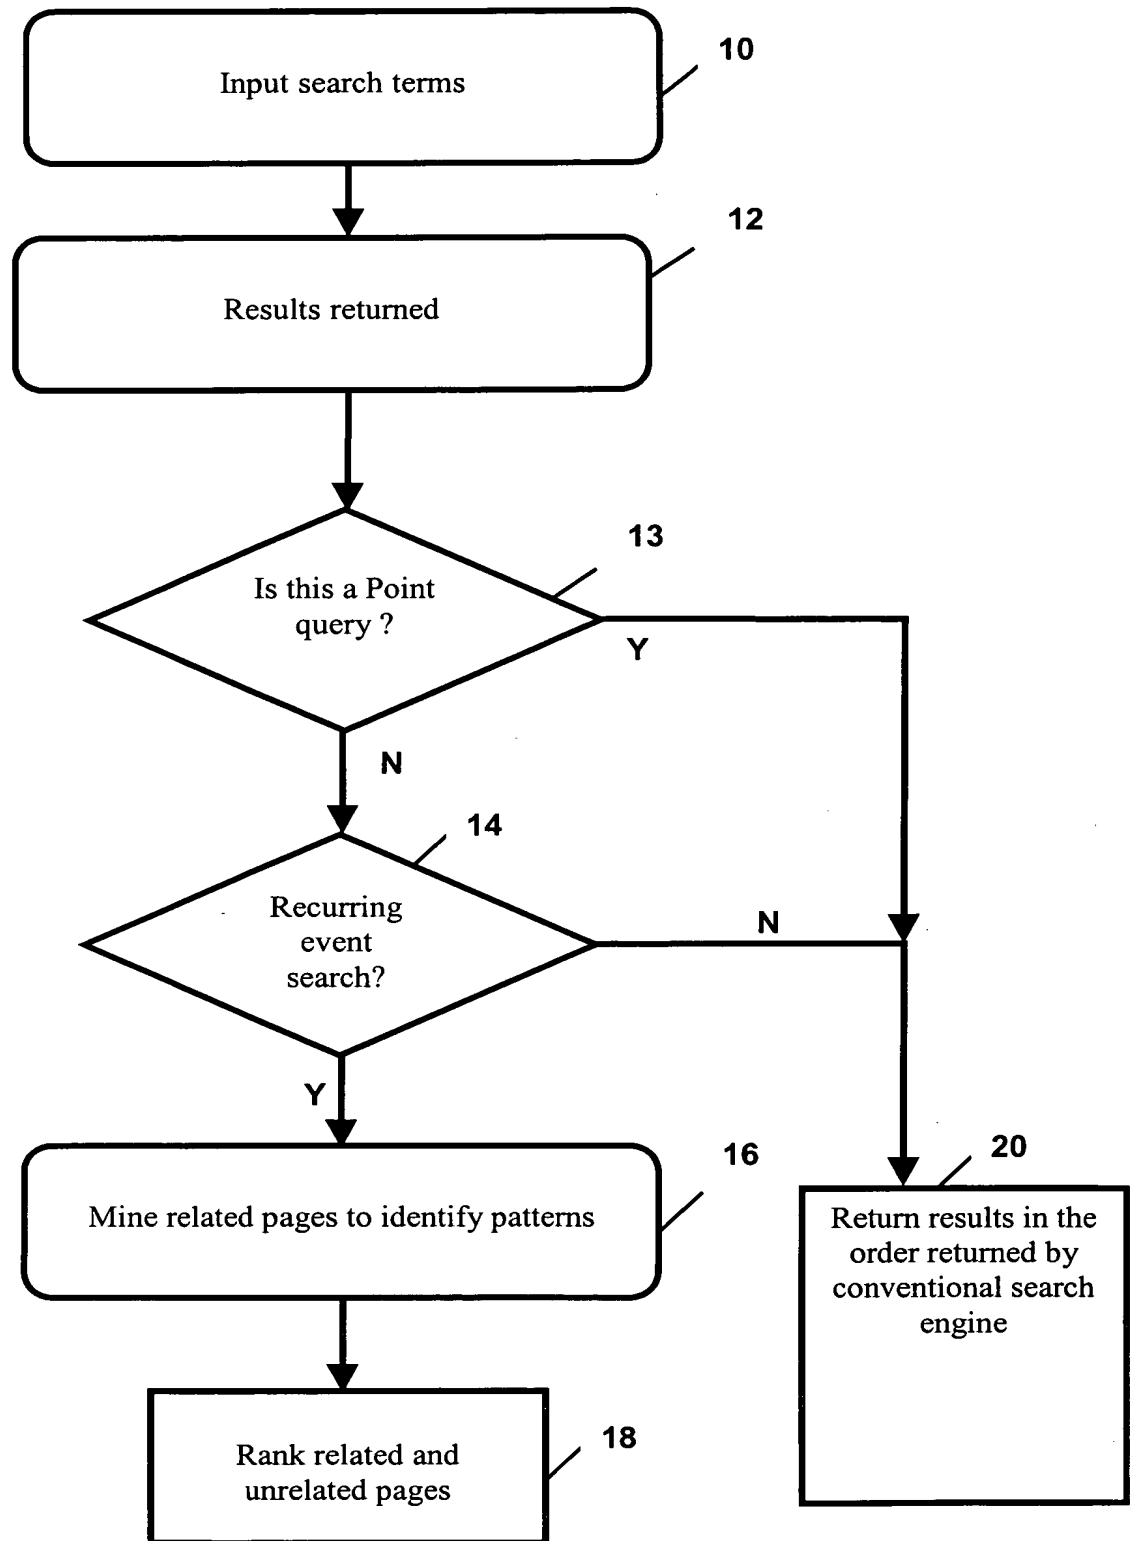 10
Input search terms
12
Results returned
13
Is this a Point
query ?
Y
N
14
Recurring
event
search?
N
Y
16
Mine related pages to identify patterns
20
Return results in the
order returned by
conventional search
engine
18
Rank related and
unrelated pages